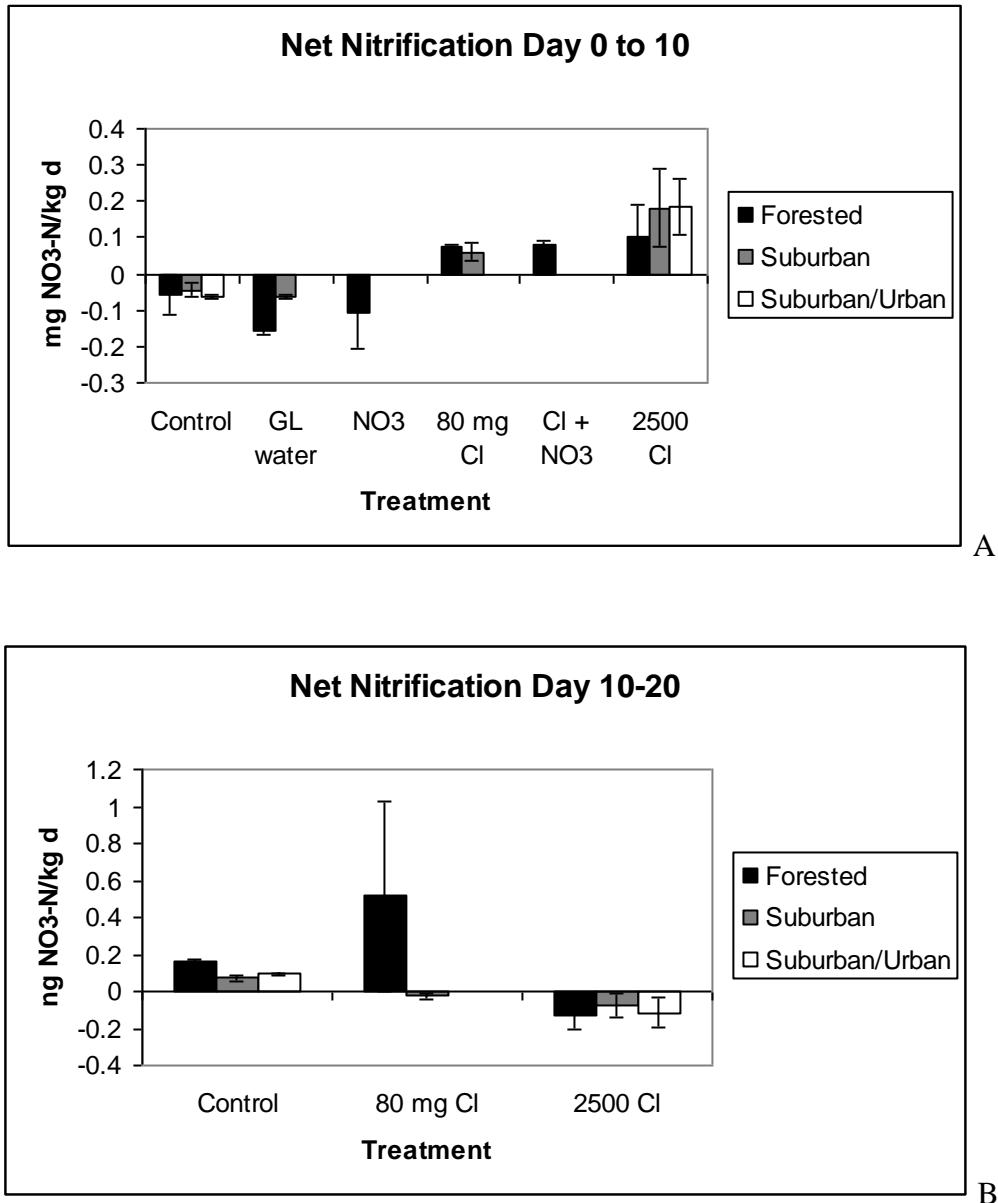 Net Nitrification Day 0 to 10
mg NO3-N/kg d
0.4
0.3
0.2
0.1
0
-0.1
-0.2
-0.3
Control
GL water
NO3
80 mg Cl
Cl + NO3
2500 Cl
Treatment
Forested
Suburban
Suburban/Urban
A
Net Nitrification Day 10-20
ng NO3-N/kg d
1.2
1
0.8
0.6
0.4
0.2
0
-0.2
-0.4
Control
80 mg Cl
2500 Cl
Treatment
Forested
Suburban
Suburban/Urban
B